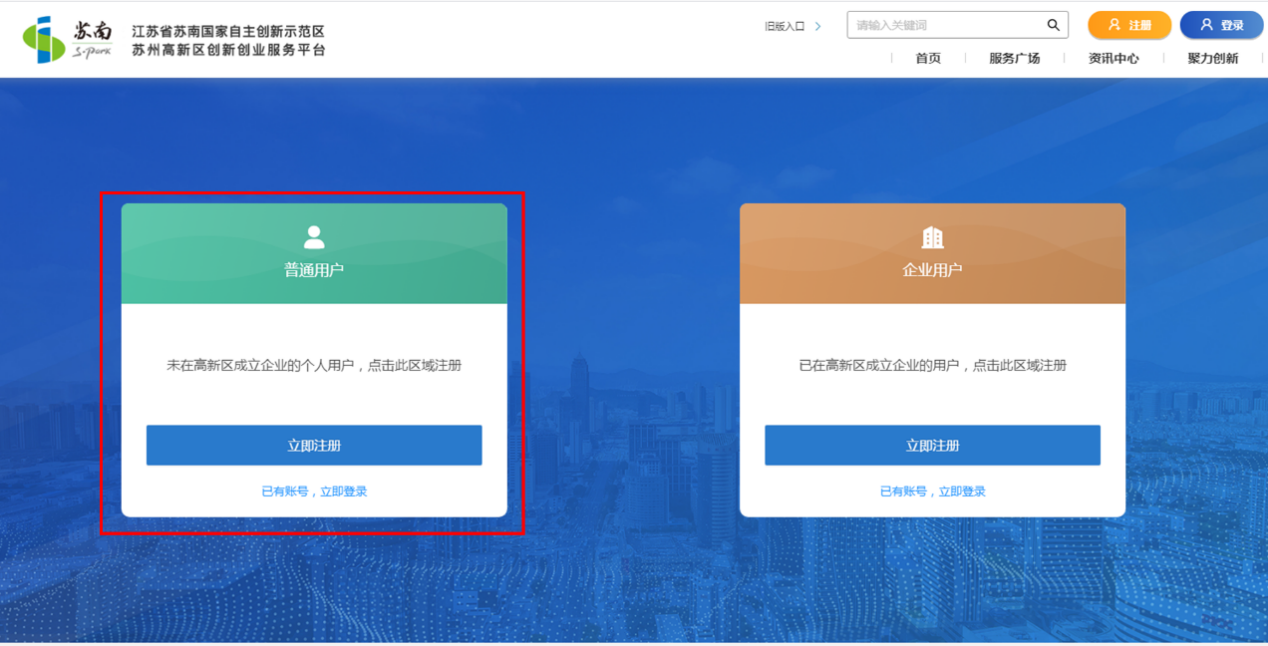 苏南
S-Park
江苏省苏南国家自主创新示范区
苏州高新区创新创业服务平台
旧版入口
请输入关键词
注册
登录
首页
服务广场
资讯中心
聚力创新
普通用户
未在高新区成立企业的个人用户，点击此区域注册
立即注册
已有账号，立即登录
企业用户
已在高新区成立企业的用户，点击此区域注册
立即注册
已有账号，立即登录